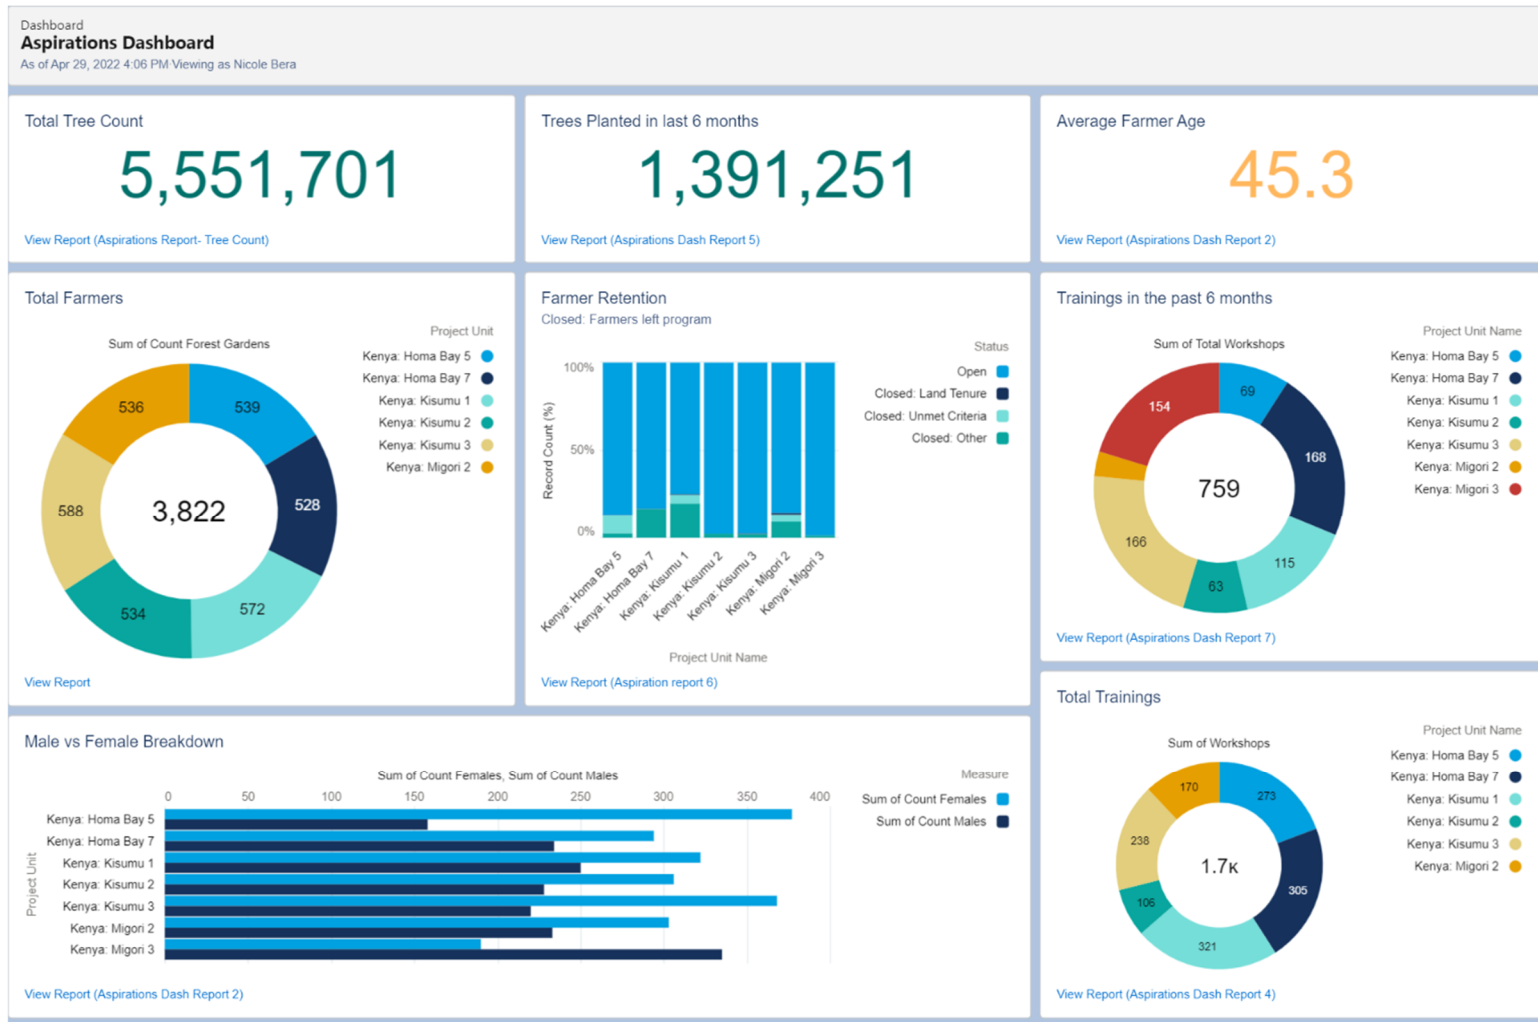 Dashboard
Aspirations Dashboard
As of Apr 29, 2022 4:06 PM·Viewing as Nicole Bera
Total Tree Count
5,551,701
View Report (Aspirations Report- Tree Count)
Trees Planted in last 6 months
1,391,251
View Report (Aspirations Dash Report 5)
Average Farmer Age
45.3
View Report (Aspirations Dash Report 2)
Total Farmers
Sum of Count Forest Gardens
Project Unit
Kenya: Homa Bay 5
Kenya: Homa Bay 7
Kenya: Kisumu 1
Kenya: Kisumu 2
Kenya: Kisumu 3
Kenya: Migori 2
536
539
588
3,822
528
534
572
View Report
Farmer Retention
Closed: Farmers left program
Status
Open
Closed: Land Tenure
Closed: Unmet Criteria
Closed: Other
Record Count (%)
100%
50%
0%
Kenya: Homa Bay 5
Kenya: Homa Bay 7
Kenya: Kisumu 1
Kenya: Kisumu 2
Kenya: Kisumu 3
Kenya: Migori 2
Kenya: Migori 3
Project Unit Name
View Report (Aspiration report 6)
Trainings in the past 6 months
Sum of Total Workshops
Project Unit Name
Kenya: Homa Bay 5
Kenya: Homa Bay 7
Kenya: Kisumu 1
Kenya: Kisumu 2
Kenya: Kisumu 3
Kenya: Migori 2
Kenya: Migori 3
69
154
168
759
166
115
63
View Report (Aspirations Dash Report 7)
Male vs Female Breakdown
Sum of Count Females, Sum of Count Males
0 50 100 150 200 250 300 350 400
Project Unit
Kenya: Homa Bay 5
Kenya: Homa Bay 7
Kenya: Kisumu 1
Kenya: Kisumu 2
Kenya: Kisumu 3
Kenya: Migori 2
Kenya: Migori 3
Measure
Sum of Count Females
Sum of Count Males
View Report (Aspirations Dash Report 2)
Total Trainings
Sum of Workshops
Project Unit Name
Kenya: Homa Bay 5
Kenya: Homa Bay 7
Kenya: Kisumu 1
Kenya: Kisumu 2
Kenya: Kisumu 3
Kenya: Migori 2
170
273
238
1.7K
305
106
321
View Report (Aspirations Dash Report 4)